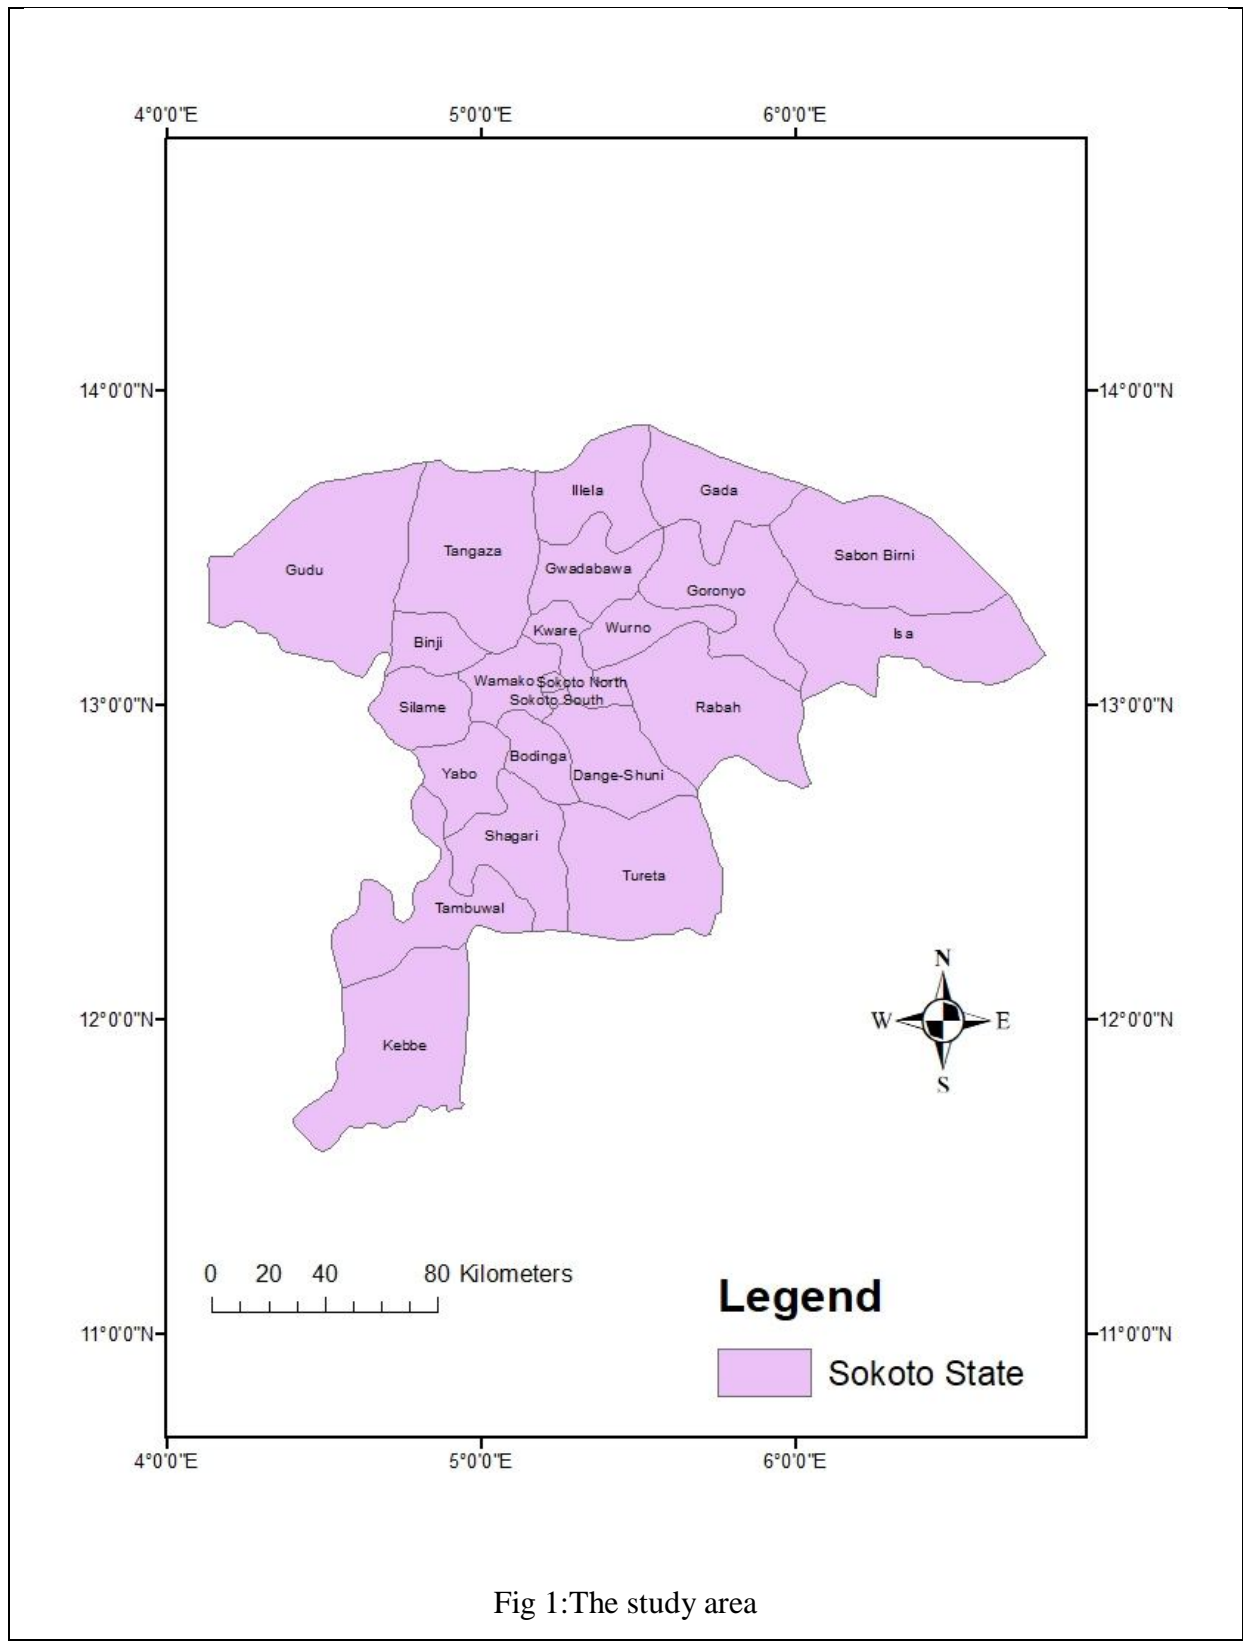 4°0'0"E 5°0'0"E 6°0'0"E
14°0'0"N 14°0'0"N
Illela Gada
Tangaza Sabon Birni
Gudu Gwadabawa
Goronyo
Kware Wurno Isa
Binji
Wamako Sokoto North
Sokoto South
13°0'0"N Silame Rabah 13°0'0"N
Bodinga
Yabo Dange-Shuni
Shagari
Tureta
Tambuwal
N
12°0'0"N W E 12°0'0"N
Kebbe
S
0 20 40 80 Kilometers
Legend
11°0'0"N 11°0'0"N
Sokoto State
4°0'0"E 5°0'0"E 6°0'0"E
Fig 1:The study area